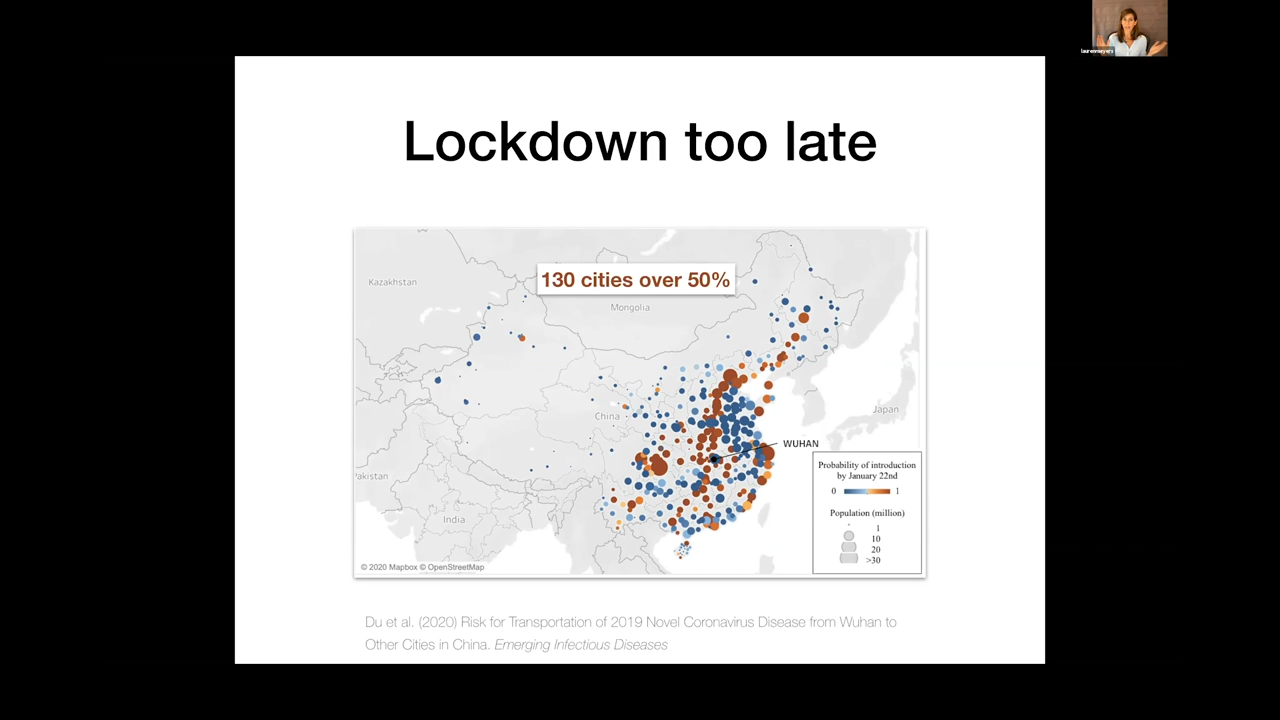 laurenmeyers
Lockdown too late
130 cities over 50%
Kazakhstan
Mongolia
China
Japan
WUHAN
Pakistan
India
Probability of introduction
by January 22nd
0 1
Population (million)
1
10
20
>30
© 2020 Mapbox © OpenStreetMap
Du et al. (2020) Risk for Transportation of 2019 Novel Coronavirus Disease from Wuhan to
Other Cities in China. Emerging Infectious Diseases